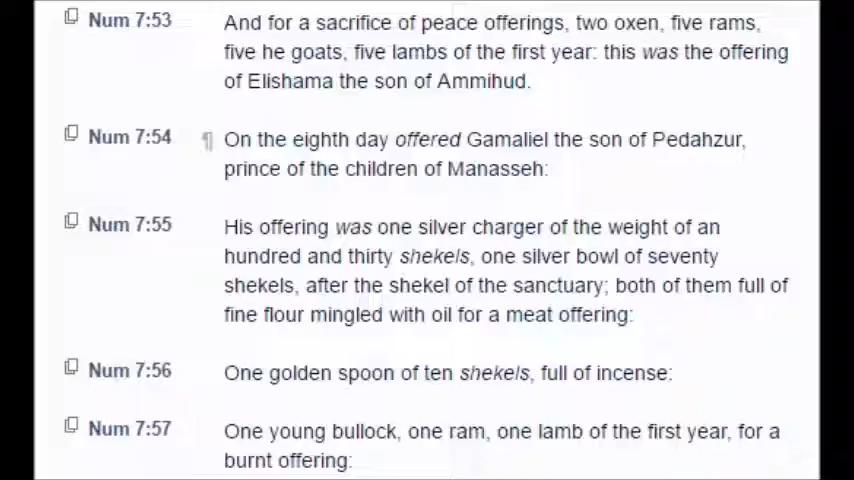 Num 7:53 And for a sacrifice of peace offerings, two oxen, five rams,
five he goats, five lambs of the first year: this was the offering
of Elishama the son of Ammihud.
Num 7:54 ¶ On the eighth day offered Gamaliel the son of Pedahzur,
prince of the children of Manasseh:
Num 7:55 His offering was one silver charger of the weight of an
hundred and thirty shekels, one silver bowl of seventy
shekels, after the shekel of the sanctuary; both of them full of
fine flour mingled with oil for a meat offering:
Num 7:56 One golden spoon of ten shekels, full of incense:
Num 7:57 One young bullock, one ram, one lamb of the first year, for a
burnt offering: